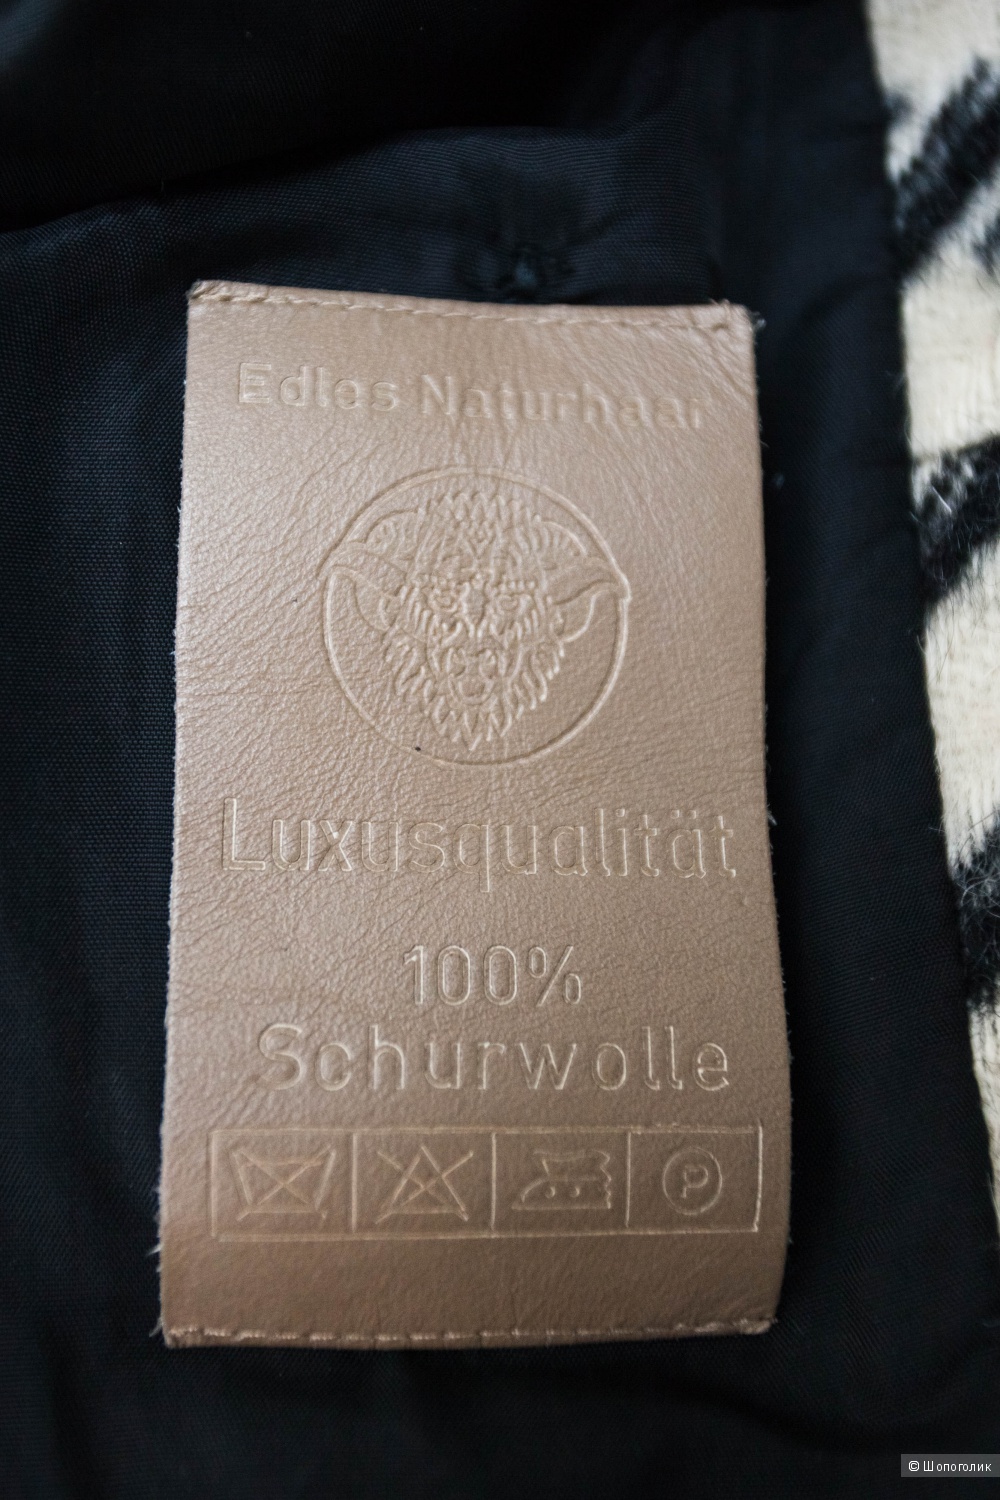 Edles Naturhaar
Luxusqualität
100%
Schurwolle
P
© Шопоголик